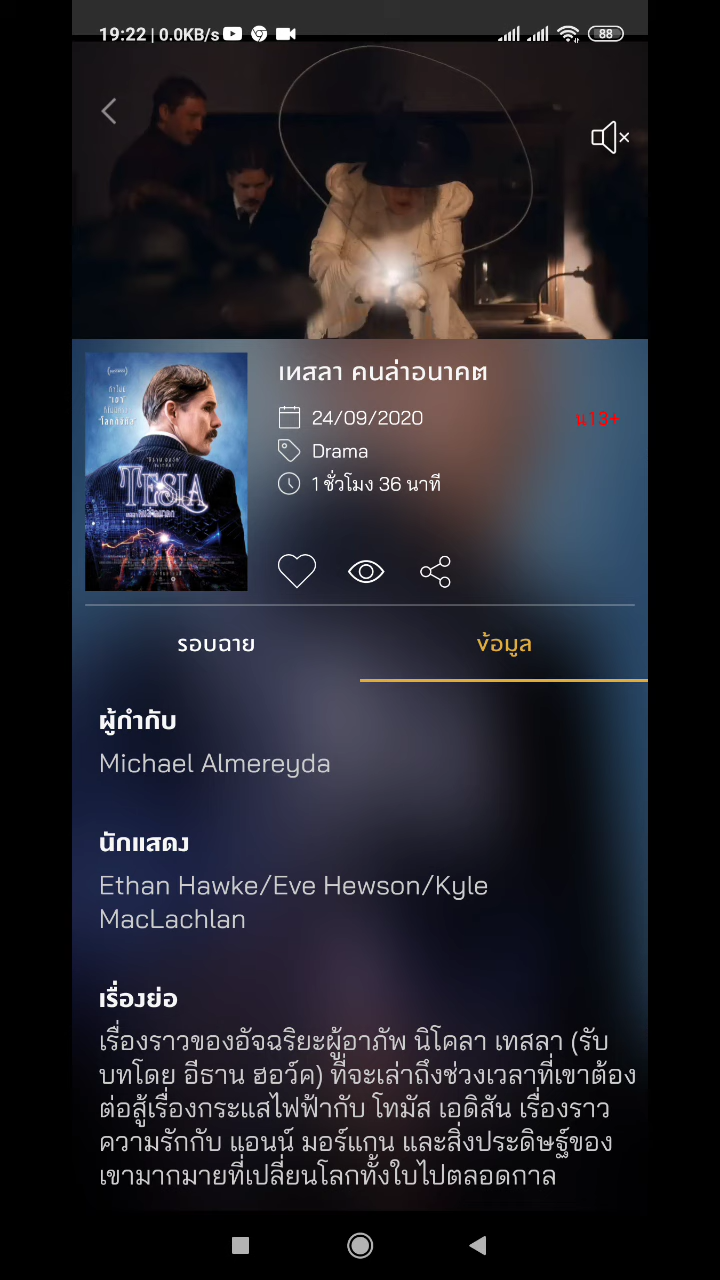 19:22 | 0.0KB/s
88
เทสลา คนล่าอนาคต
24/09/2020
น13+
Drama
1 ชั่วโมง 36 นาที
TESLA
รอบฉาย
ข้อมูล
ผู้กำกับ
Michael Almereyda
นักแสดง
Ethan Hawke/Eve Hewson/Kyle
MacLachlan
เรื่องย่อ
เรื่องราวของอัจฉริยะผู้อาภัพ นิโคลา เทสลา (รับ
บทโดย อีธาน ฮอว์ค) ที่จะเล่าถึงช่วงเวลาที่เขาต้อง
ต่อสู้เรื่องกระแสไฟฟ้ากับ โทมัส เอดิสัน เรื่องราว
ความรักกับ แอนน์ มอร์แกน และสิ่งประดิษฐ์ของ
เขามากมายที่เปลี่ยนโลกทั้งใบไปตลอดกาล